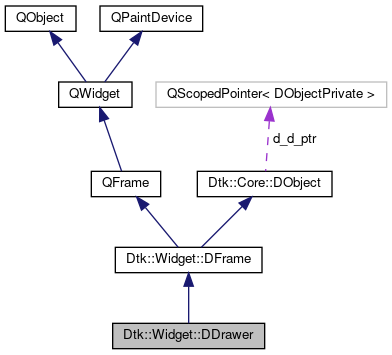 QObject
QPaintDevice
QWidget
QScopedPointer< DObjectPrivate >
d_d_ptr
QFrame
Dtk::Core::DObject
Dtk::Widget::DFrame
Dtk::Widget::DDrawer